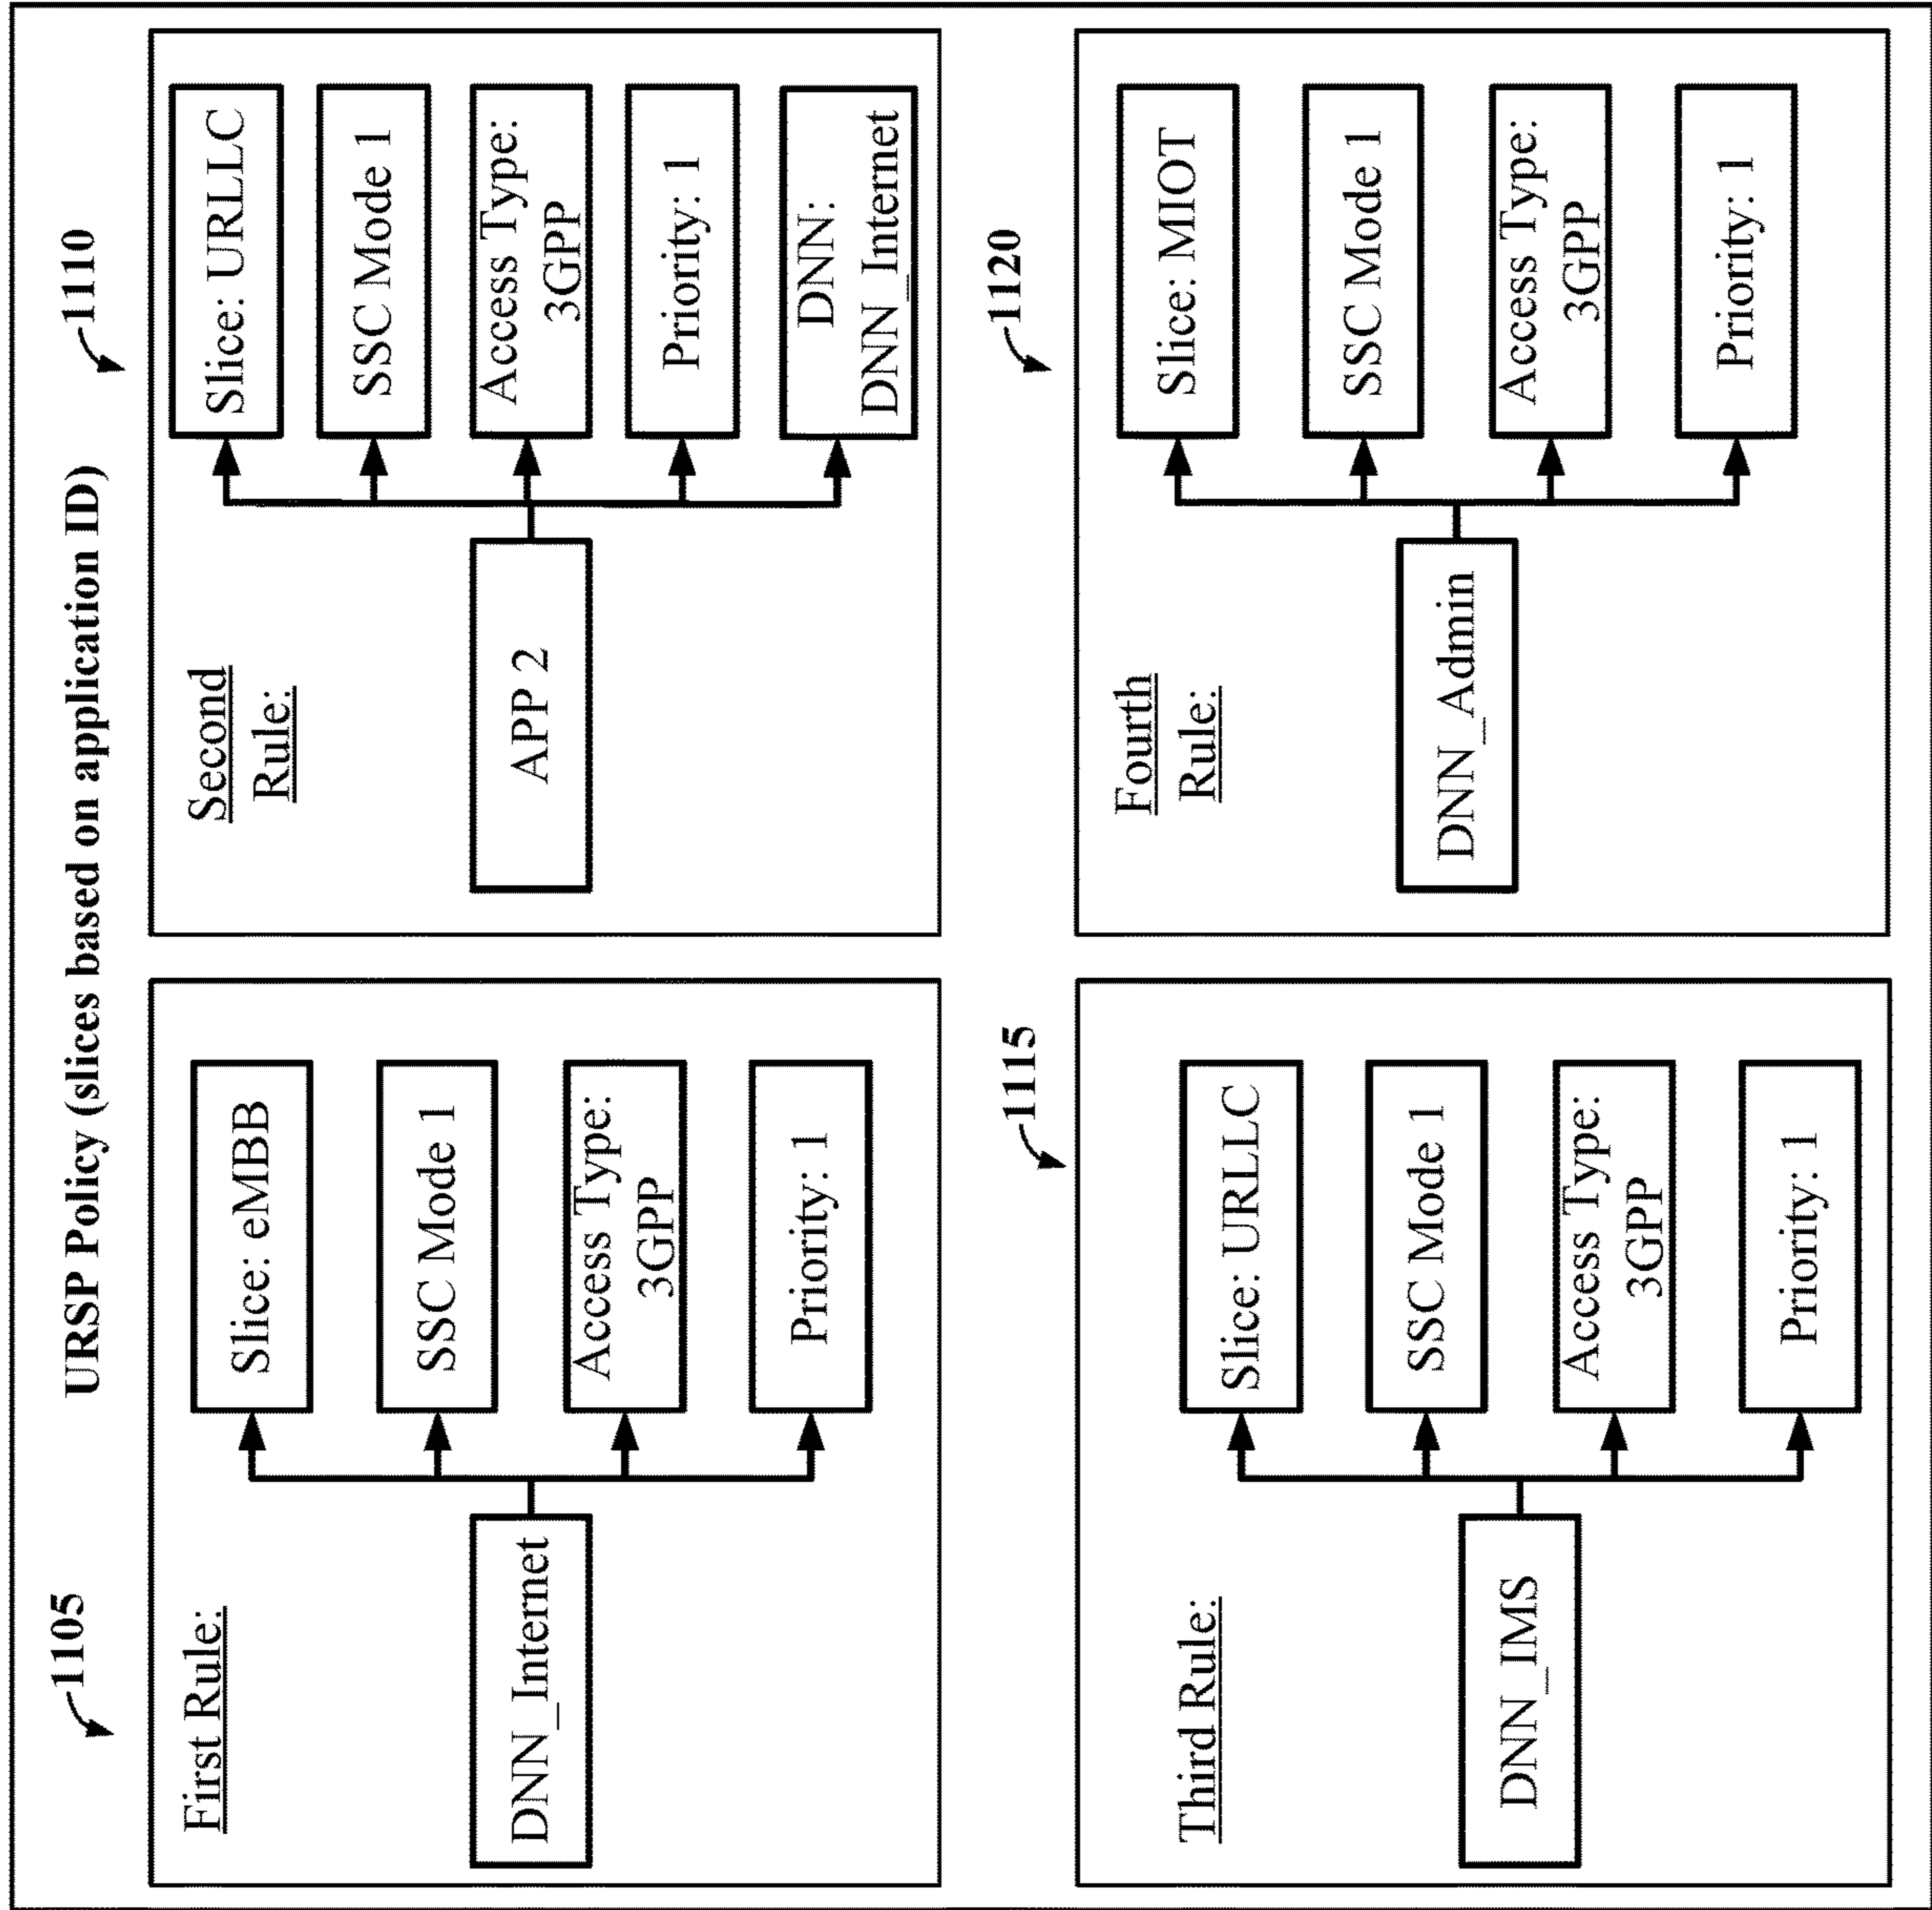 URSP Policy (slices based on application ID)
1105
First Rule:
DNN_Internet
Slice: eMBB
SSC Mode 1
Access Type:
3GPP
Priority: 1
1110
Second
Rule:
APP 2
Slice: URLLC
SSC Mode 1
Access Type:
3GPP
Priority: 1
DNN:
DNN_Internet
1115
Third Rule:
DNN_IMS
Slice: URLLC
SSC Mode 1
Access Type:
3GPP
Priority: 1
1120
Fourth
Rule:
DNN_Admin
Slice: MIOT
SSC Mode 1
Access Type:
3GPP
Priority: 1